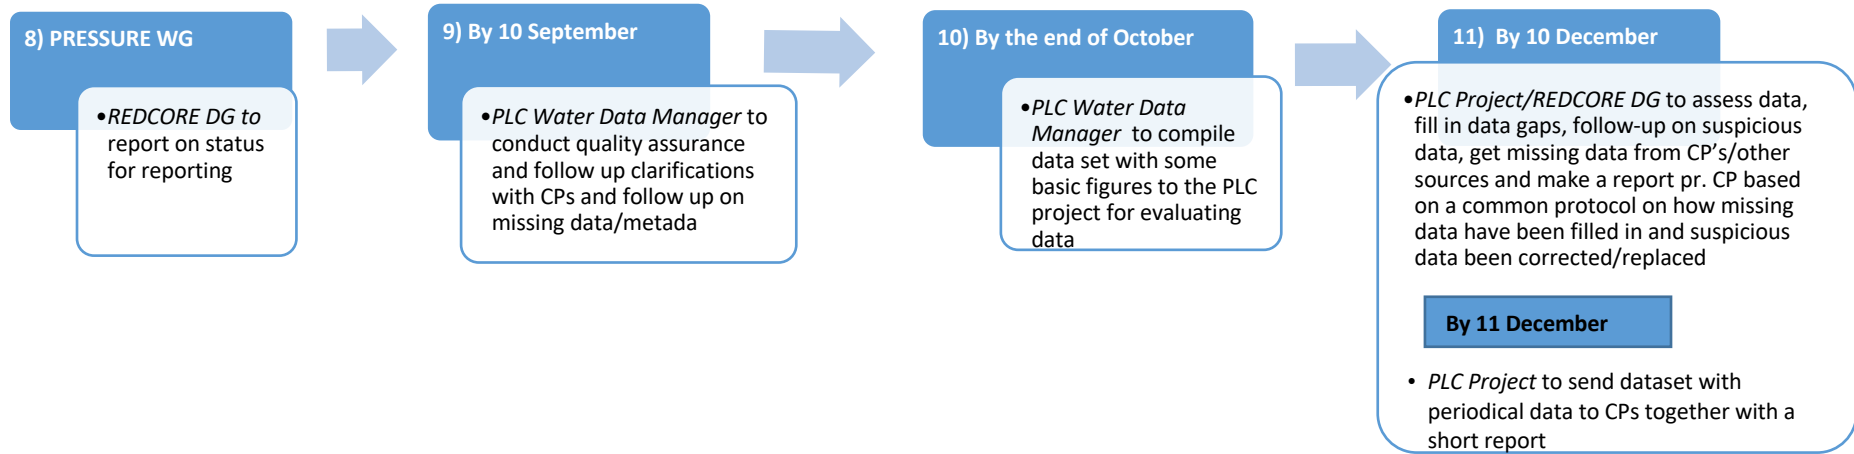 8) PRESSURE WG
•REDCORE DG to
report on status
for reporting
9) By 10 September
•PLC Water Data Manager to
conduct quality assurance
and follow up clarifications
with CPs and follow up on
missing data/metada
10) By the end of October
•PLC Water Data
Manager to compile
data set with some
basic figures to the PLC
project for evaluating
data
11) By 10 December
•PLC Project/REDCORE DG to assess data,
fill in data gaps, follow-up on suspicious
data, get missing data from CP’s/other
sources and make a report pr. CP based
on a common protocol on how missing
data have been filled in and suspicious
data been corrected/replaced
By 11 December
• PLC Project to send dataset with
periodical data to CPs together with a
short report